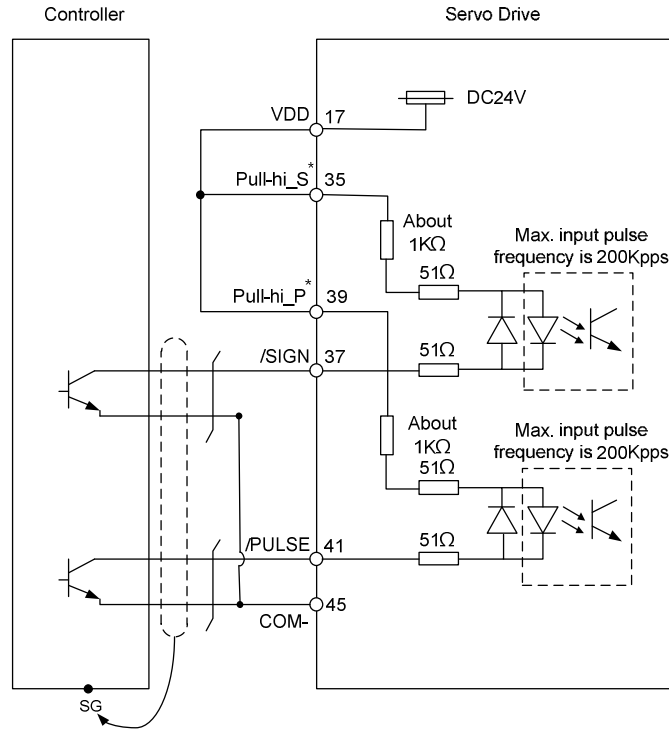 Controller
Servo Drive
VDD
17
DC24V
Pull-hi_S*
35
About
1KΩ
51Ω
Max. input pulse
frequency is 200Kpps
Pull-hi_P*
39
/SIGN
37
51Ω
About
1KΩ
51Ω
Max. input pulse
frequency is 200Kpps
/PULSE
41
51Ω
45
COM-
SG